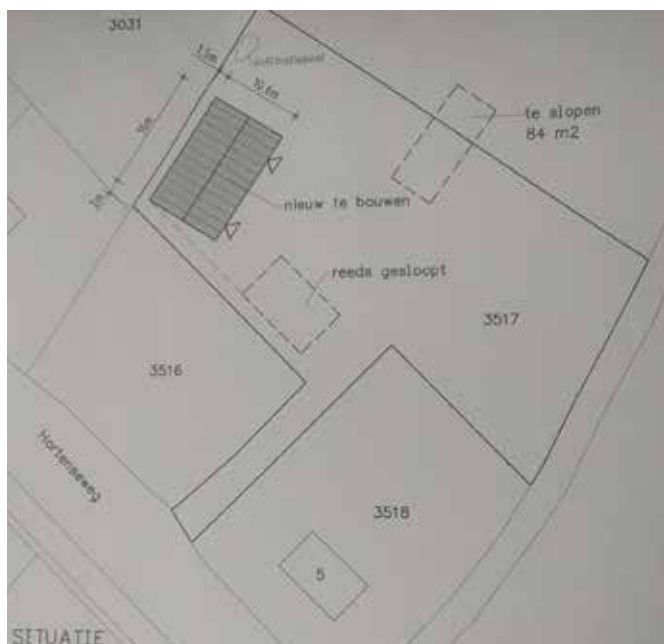 3031
1.5m
10.6m
te slopen
84 m2
nieuw te bouwen
reeds gesloopt
3517
3516
Hortenseweg
3518
5
SITUATIE